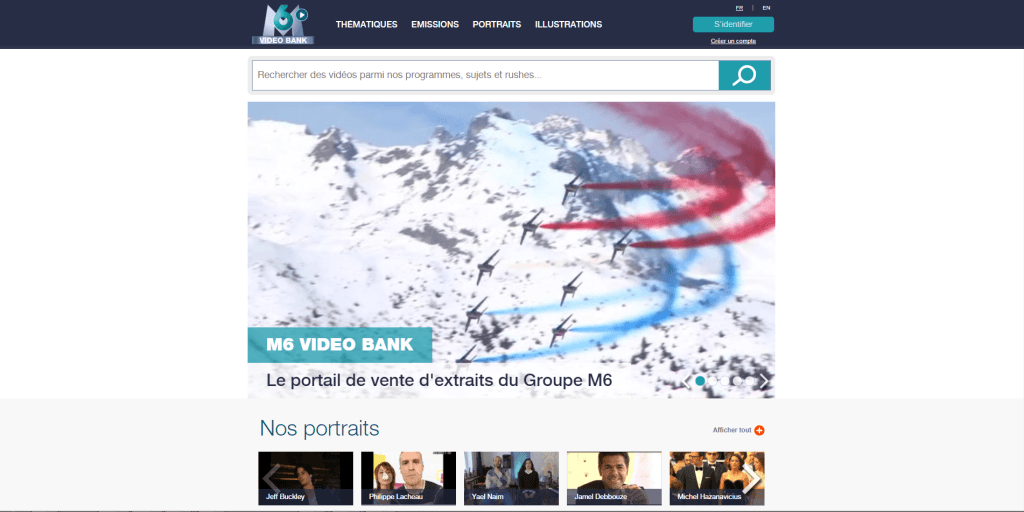 FR | EN
M6
VIDEO BANK
THÉMATIQUES EMISSIONS PORTRAITS ILLUSTRATIONS
S'identifier
Créer un compte
Rechercher des vidéos parmi nos programmes, sujets et rushes...
M6 VIDEO BANK
Le portail de vente d'extraits du Groupe M6
Nos portraits
Afficher tout
Jeff Buckley
Philippe Lacheau
Yael Naim
Jamel Debbouze
Michel Hazanavicius